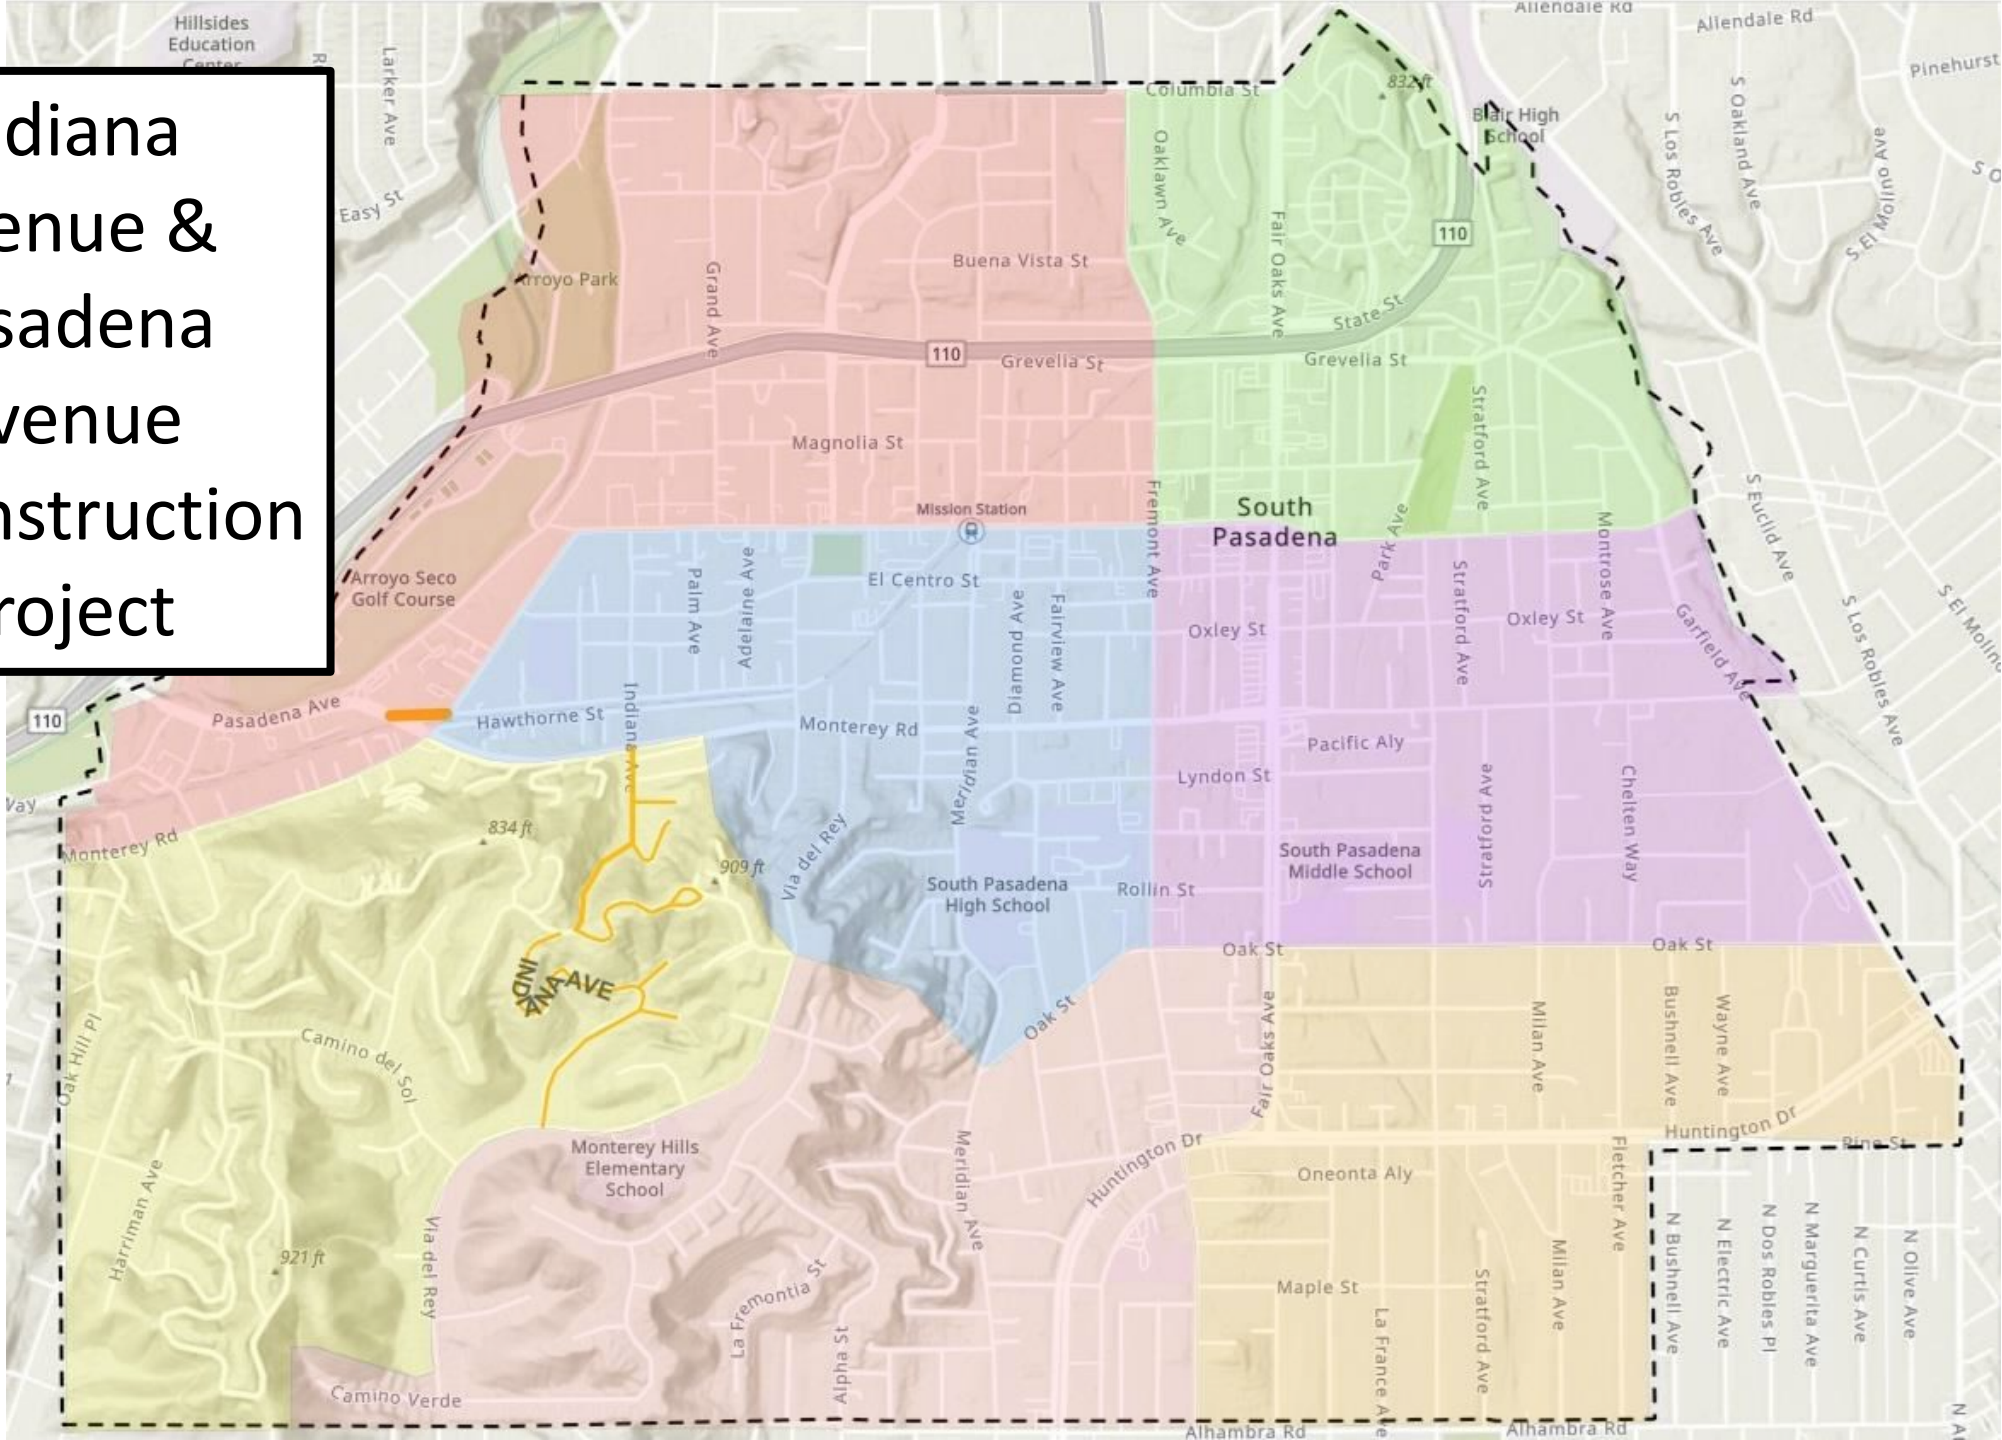 Hillsides
Education
Center
Larker Ave
Easy St
diana
enue &
sadena
venue
nstruction
roject
Allendale Rd
Allendale Rd
Pinehurst
832 ft
Columbia St
Blair High
School
S Oakland Ave
S Los Robles Ave
S El Molino Ave
Oaklawn Ave
Fair Oaks Ave
110
Buena Vista St
Arroyo Park
Grand Ave
State St
110
Grevelia St
Grevelia St
Stratford Ave
Magnolia St
Mission Station
Fremont Ave
South
Pasadena
Park Ave
Montrose Ave
S Euclid Ave
Arroyo Seco
Golf Course
Palm Ave
Adelaine Ave
El Centro St
Diamond Ave
Fairview Ave
Oxley St
Stratford Ave
Oxley St
Garfield Ave
S Los Robles Ave
S El Molino
110
Pasadena Ave
Hawthorne St
Indiana Ave
Monterey Rd
Meridian Ave
Pacific Aly
Lyndon St
Stratford Ave
Chelten Way
Way
Monterey Rd
834 ft
909 ft
Via del Rey
South Pasadena
High School
Rollin St
South Pasadena
Middle School
Oak St
Oak St
INDIANA AVE
Oak Hill Pl
Camino del Sol
Oak St
Fair Oaks Ave
Milan Ave
Bushnell Ave
Wayne Ave
Huntington Dr
Pine St
Monterey Hills
Elementary
School
Meridian Ave
Huntington Dr
Oneonta Aly
Fletcher Ave
Harriman Ave
921 ft
Via del Rey
La Fremontia St
Alpha St
Maple St
La France Ave
Stratford Ave
Milan Ave
N Bushnell Ave
N Electric Ave
N Dos Robles Pl
N Marguerita Ave
N Curtis Ave
N Olive Ave
Camino Verde
Alhambra Rd
Alhambra Rd